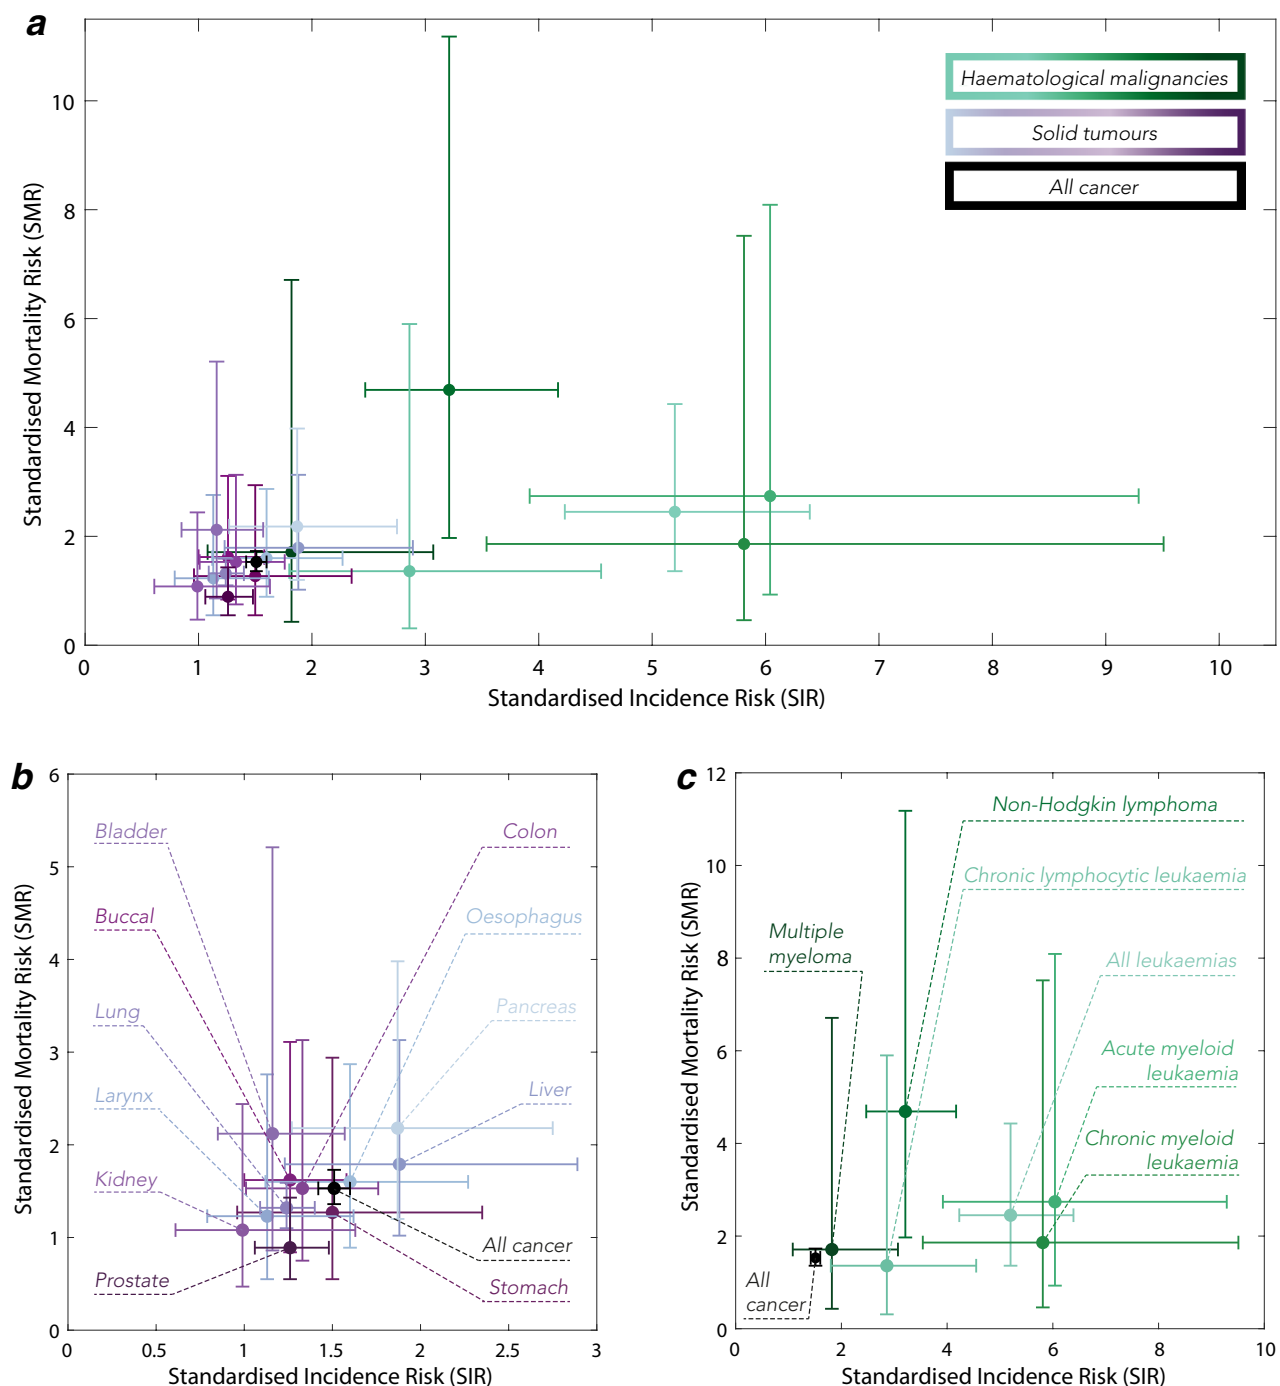 a
10
8
6
4
2
0
Standardised Mortality Risk (SMR)
Haematological malignancies
Solid tumours
All cancer
0 1 2 3 4 5 6 7 8 9 10
Standardised Incidence Risk (SIR)
b
6
5
4
3
2
1
0
Standardised Mortality Risk (SMR)
Bladder
Buccal
Lung
Larynx
Kidney
Prostate
Colon
Oesophagus
Pancreas
Liver
All cancer
Stomach
0 0.5 1 1.5 2 2.5 3
Standardised Incidence Risk (SIR)
c
12
10
8
6
4
2
0
Standardised Mortality Risk (SMR)
Non-Hodgkin lymphoma
Chronic lymphocytic leukaemia
Multiple
myeloma
All leukaemias
Acute myeloid
leukaemia
Chronic myeloid
leukaemia
All
cancer
0 2 4 6 8 10
Standardised Incidence Risk (SIR)